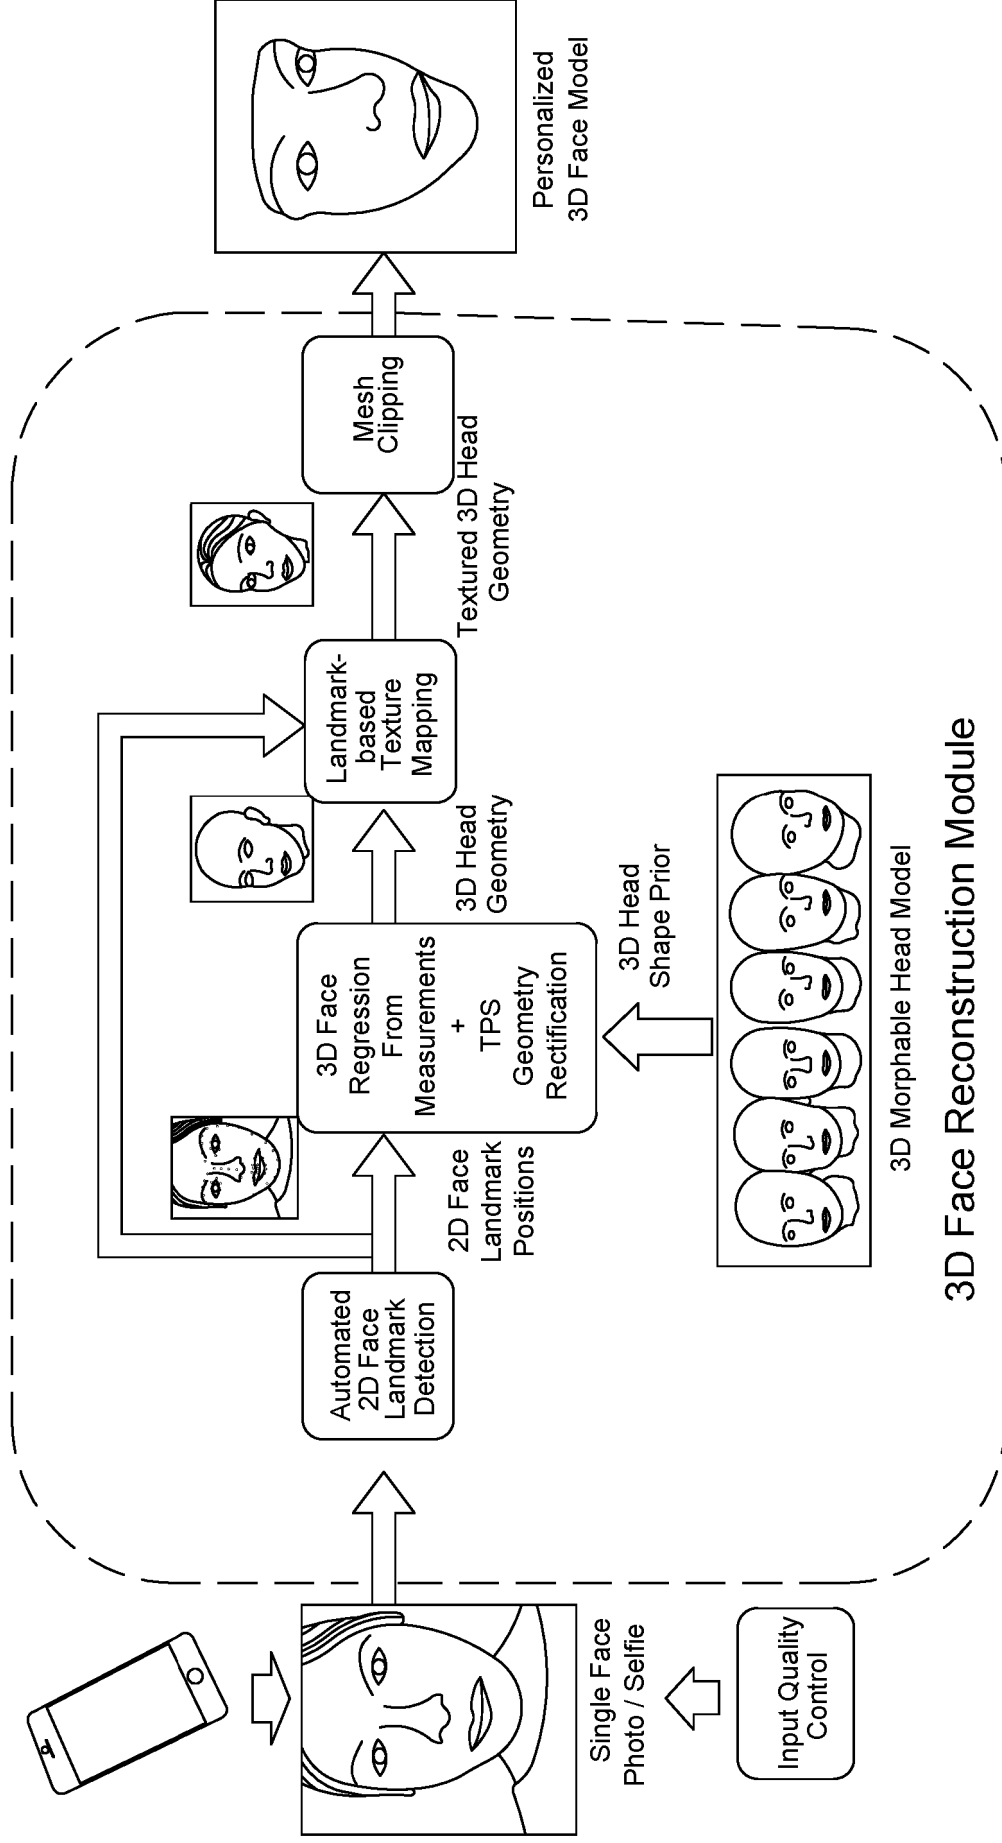 Single Face
Photo / Selfie
Input Quality
Control
Automated
2D Face
Landmark
Detection
2D Face
Landmark
Positions
3D Face
Regression
From
Measurements
+
TPS
Geometry
Rectification
3D Head
Shape Prior
3D Morphable Head Model
3D Head
Geometry
Landmark-
based
Texture
Mapping
Textured 3D Head
Geometry
Mesh
Clipping
Personalized
3D Face Model
3D Face Reconstruction Module